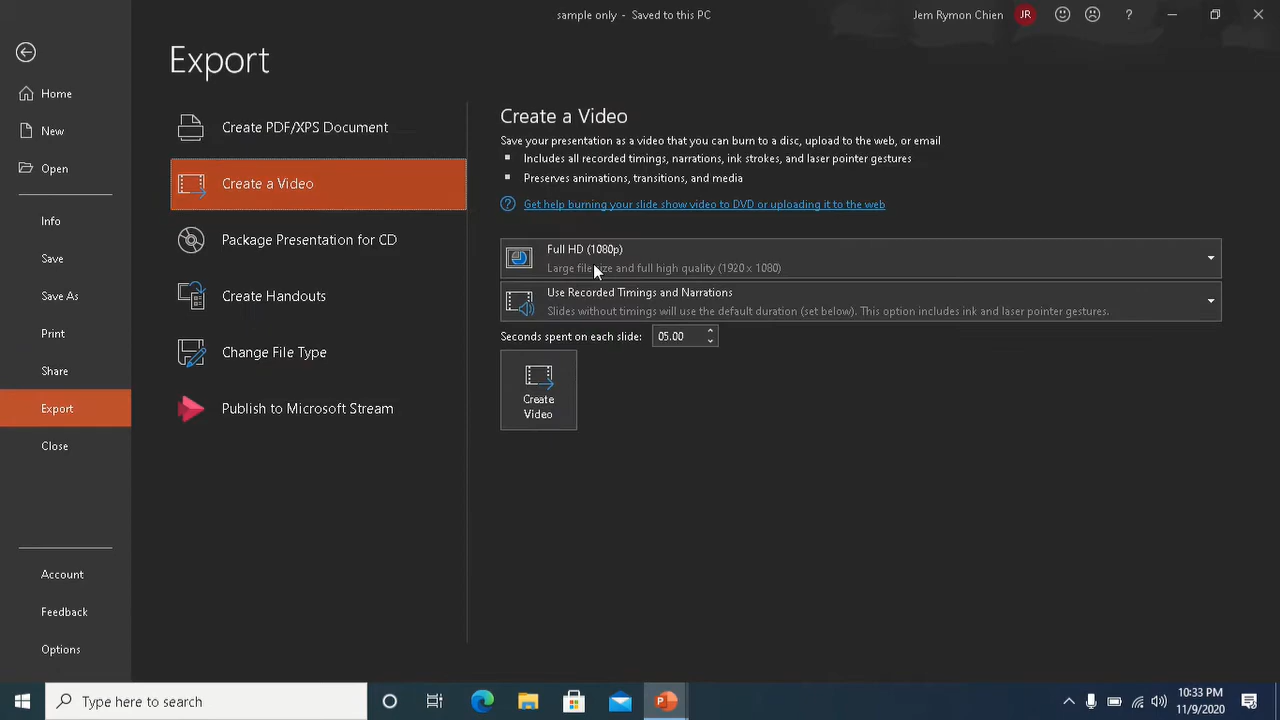 sample only - Saved to this PC
Jem Rymon Chien
JR
?
Export
Home
New
Open
Info
Save
Save As
Print
Share
Export
Close
Account
Feedback
Options
Create PDF/XPS Document
Create a Video
Package Presentation for CD
Create Handouts
Change File Type
Publish to Microsoft Stream
Create a Video
Save your presentation as a video that you can burn to a disc, upload to the web, or email
Includes all recorded timings, narrations, ink strokes, and laser pointer gestures
Preserves animations, transitions, and media
? Get help burning your slide show video to DVD or uploading it to the web
Full HD (1080p)
Large file size and full high quality (1920 x 1080)
Use Recorded Timings and Narrations
Slides without timings will use the default duration (set below). This option includes ink and laser pointer gestures.
Seconds spent on each slide: 05.00
Create
Video
Type here to search
10:33 PM
11/9/2020